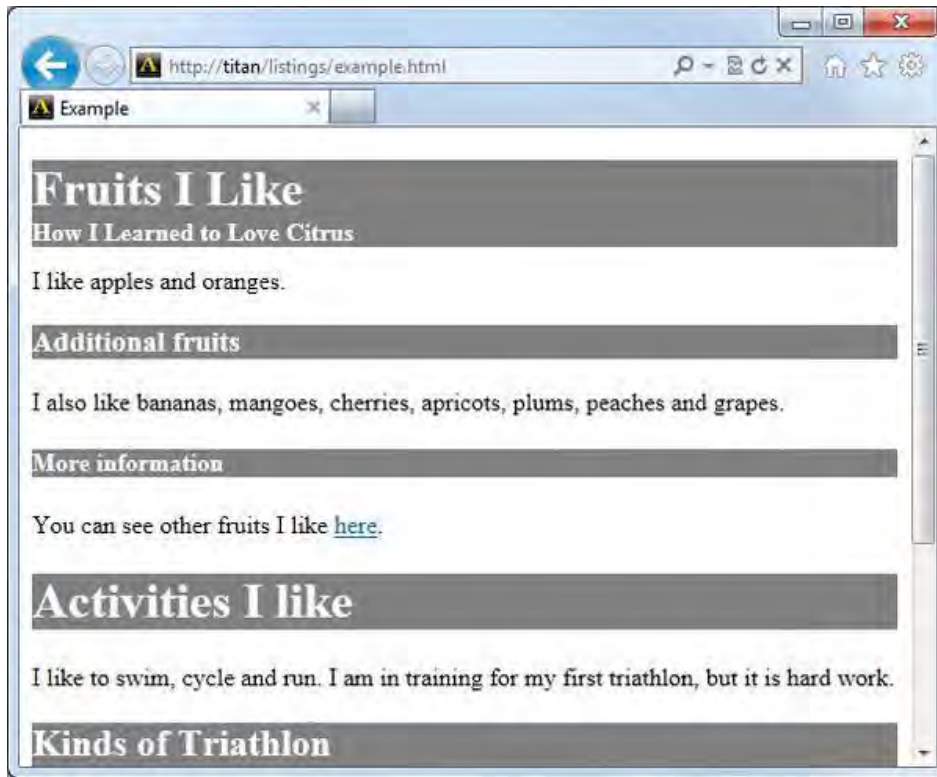 http://titan/listings/example.html
Example
Fruits I Like
How I Learned to Love Citrus
I like apples and oranges.
Additional fruits
I also like bananas, mangoes, cherries, apricots, plums, peaches and grapes.
More information
You can see other fruits I like here.
Activities I like
I like to swim, cycle and run. I am in training for my first triathlon, but it is hard work.
Kinds of Triathlon